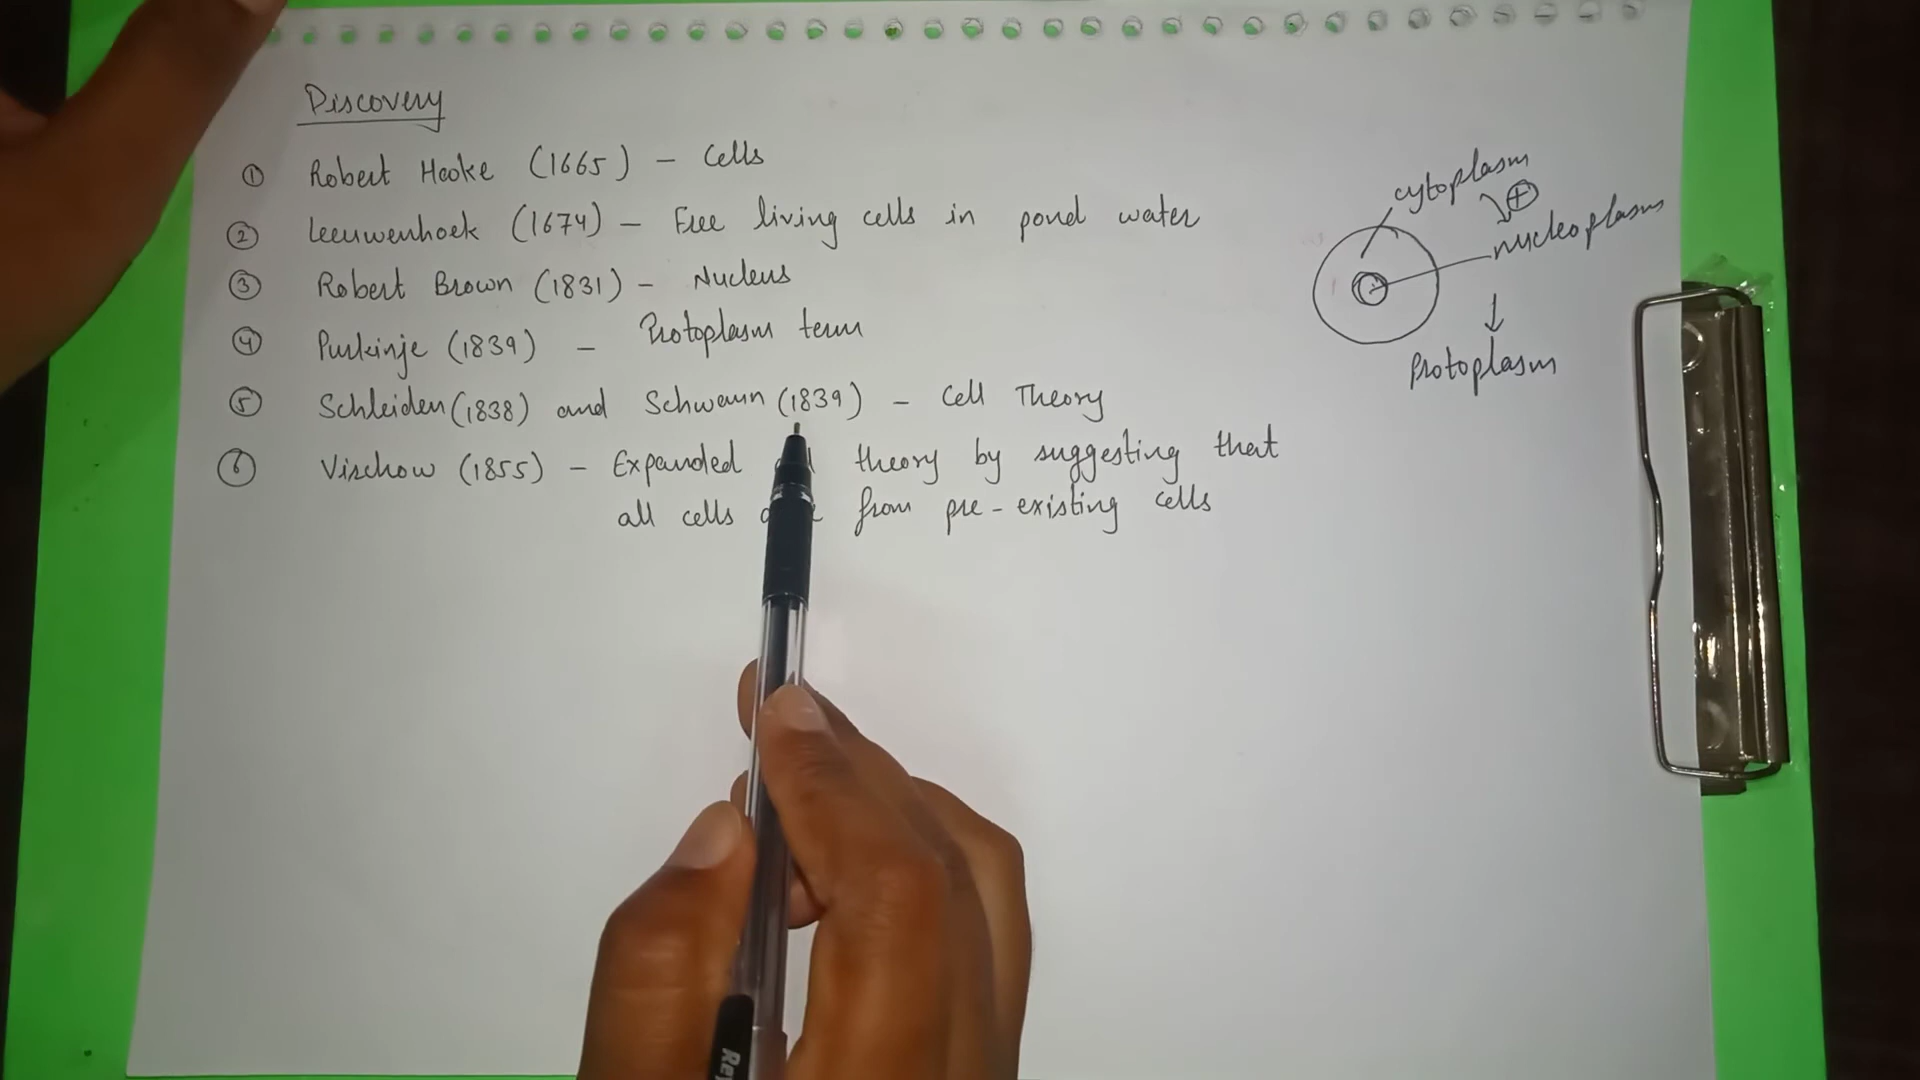 Discovery
① Robert Hooke (1665) - Cells
② Leeuwenhoek (1674) - Free living cells in pond water
③ Robert Brown (1831) - Nucleus
④ Purkinje (1839) - Protoplasm term
⑤ Schleiden (1838) and Schwann (1839) - Cell Theory
⑥ Virchow (1855) - Expanded theory by suggesting that
all cells from pre-existing cells
cytoplasm
+
nucleoplasm
↓
Protoplasm